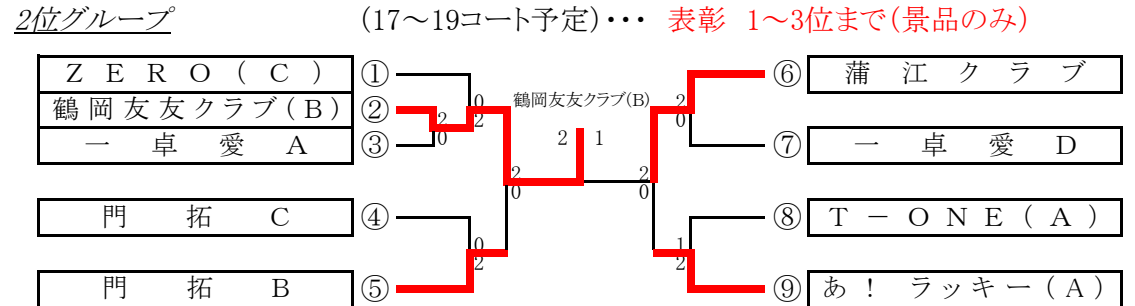 2位グループ (17～19コート予定)・・・ 表彰 1～3位まで(景品のみ)
ZERO(C) ① ⑥ 蒲江クラブ
0 鶴岡友友クラブ(B) 2
鶴岡友友クラブ(B) ② 2 2 0
一卓愛A ③ 0 2 1 ⑦ 一卓愛D
2 2
0 0
門拓C ④ ⑧ T－ONE(A)
0 1
2 2
門拓B ⑤ ⑨ あ！ラッキー(A)